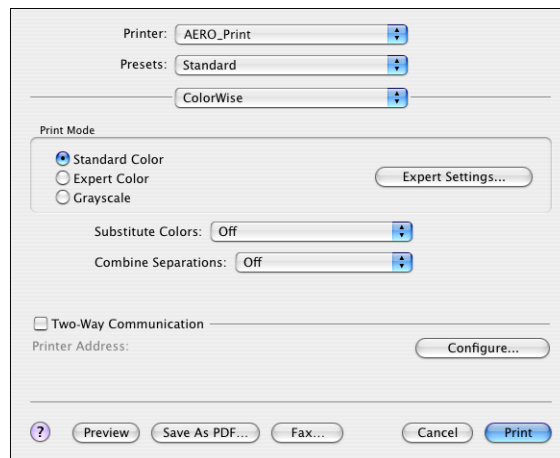 Printer: AERO_Print
Presets: Standard
ColorWise
Print Mode
Standard Color
Expert Color
Grayscale
Expert Settings...
Substitute Colors: Off
Combine Separations: Off
Two-Way Communication
Printer Address:
Configure...
? Preview Save As PDF... Fax... Cancel Print